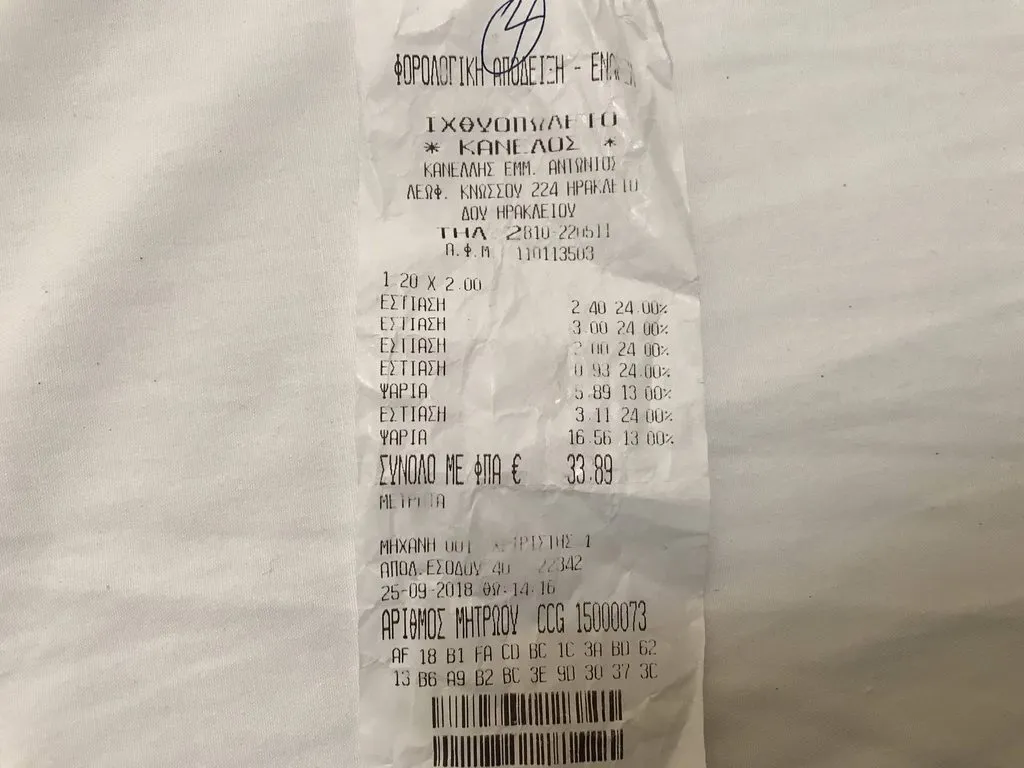 4
ΦΟΡΟΛΟΓΙΚΗ ΑΠΟΔΕΙΞΗ -
ΙΧΘΥΟΠΩΛΕΙΟ
* ΚΑΝΕΛΟΣ *
ΚΑΝΕΛΛΗΣ ΕΜΜ. ΑΝΤΩΝΙΟΣ
ΛΕΩΦ. ΚΝΩΣΣΟΥ 224 ΗΡΑΚΛΕΙΟ
ΔΟΥ ΗΡΑΚΛΕΙΟΥ
ΤΗΛ 2810-220511
Α.Φ.Μ 110113503
1 20 X 2.00
ΕΣΤΙΑΣΗ 2 40 24.00%
ΕΣΤΙΑΣΗ 3.00 24 00%
ΕΣΤΙΑΣΗ 2 00 24 00%
ΕΣΤΙΑΣΗ 0 93 24.00%
ΨΑΡΙΑ 5 89 13 00%
ΕΣΤΙΑΣΗ 3.11 24 00%
ΨΑΡΙΑ 16 56 13 00%
ΣΥΝΟΛΟ ΜΕ ΦΠΑ € 33.89
ΜΕΤΡΗΤΑ
ΜΗΧΑΝΗ 001 ΧΕΙΡΙΣΤΗΣ 1
ΑΠΟΔ.ΕΣΟΔΟΥ 40 22342
25-09-2018 ΘΩ.14.16
ΑΡΙΘΜΟΣ ΜΗΤΡΩΟΥ CCG 15000073
AF 18 B1 FA CD BC 1C 3A BD 62
13 B6 A9 B2 BC 3E 9D 30 37 3C